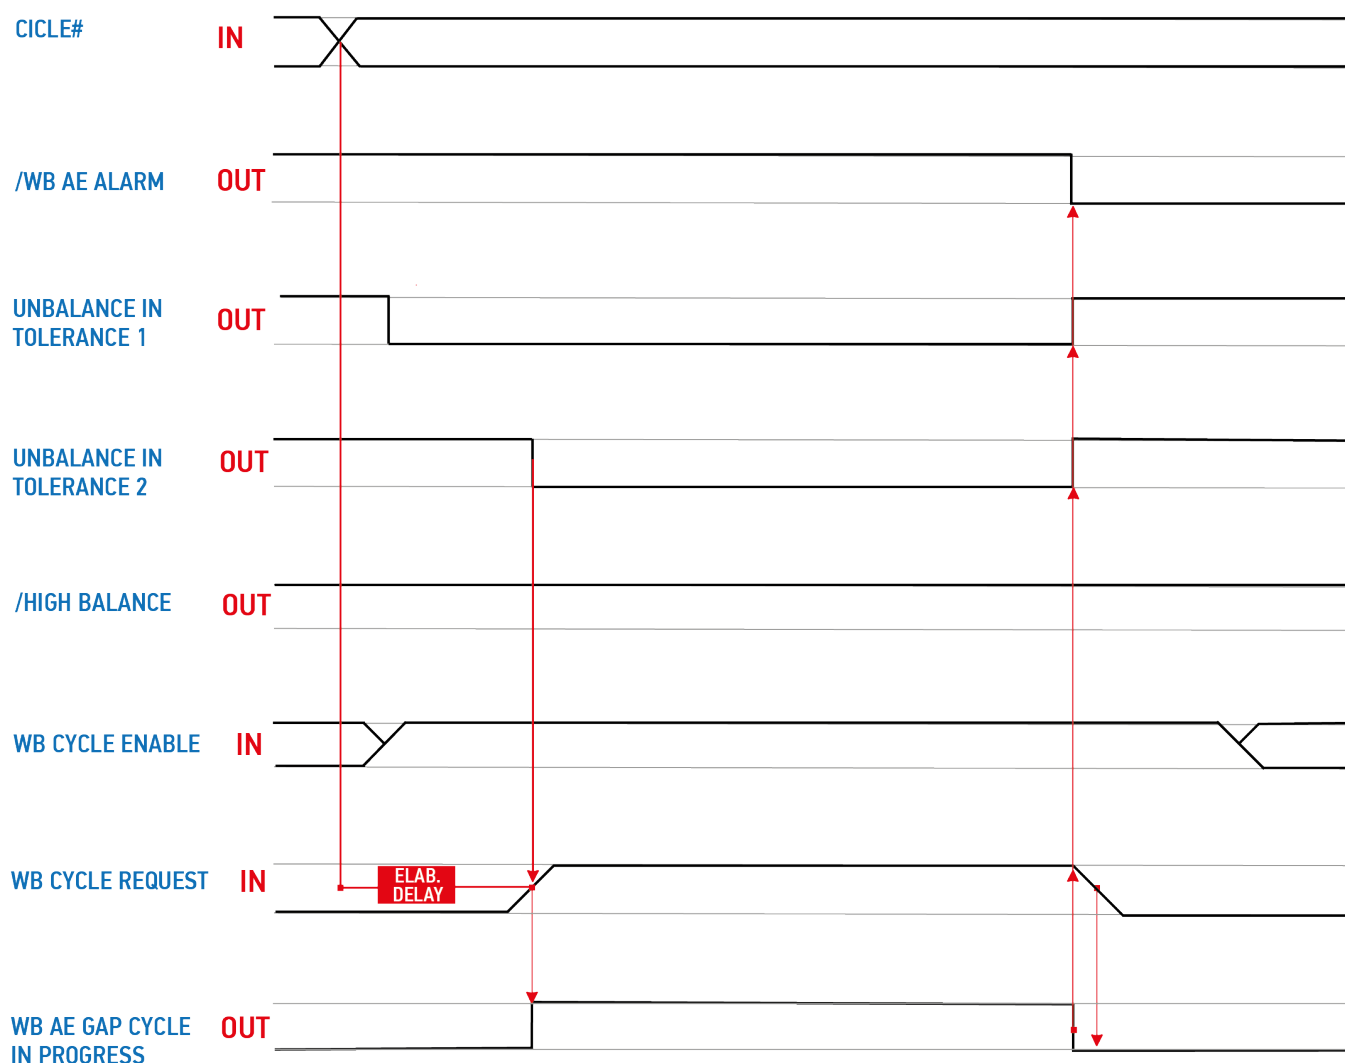 CICLE#
IN
/WB AE ALARM
OUT
UNBALANCE IN
TOLERANCE 1
OUT
UNBALANCE IN
TOLERANCE 2
OUT
/HIGH BALANCE
OUT
WB CYCLE ENABLE
IN
WB CYCLE REQUEST
IN
ELAB.
DELAY
WB AE GAP CYCLE
IN PROGRESS
OUT